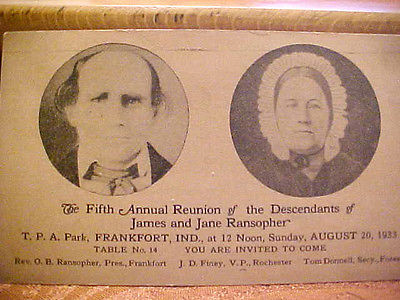 The Fifth Annual Reunion of the Descendants of
James and Jane Ransopher
T. P. A. Park, FRANKFORT, IND., at 12 Noon, Sunday, AUGUST 20, 1933
TABLE No. 14 YOU ARE INVITED TO COME
Rev. O. B. Ransopher, Pres., Frankfort J. D. Finey, V. P., Rochester Tom Dornell, Secy.,